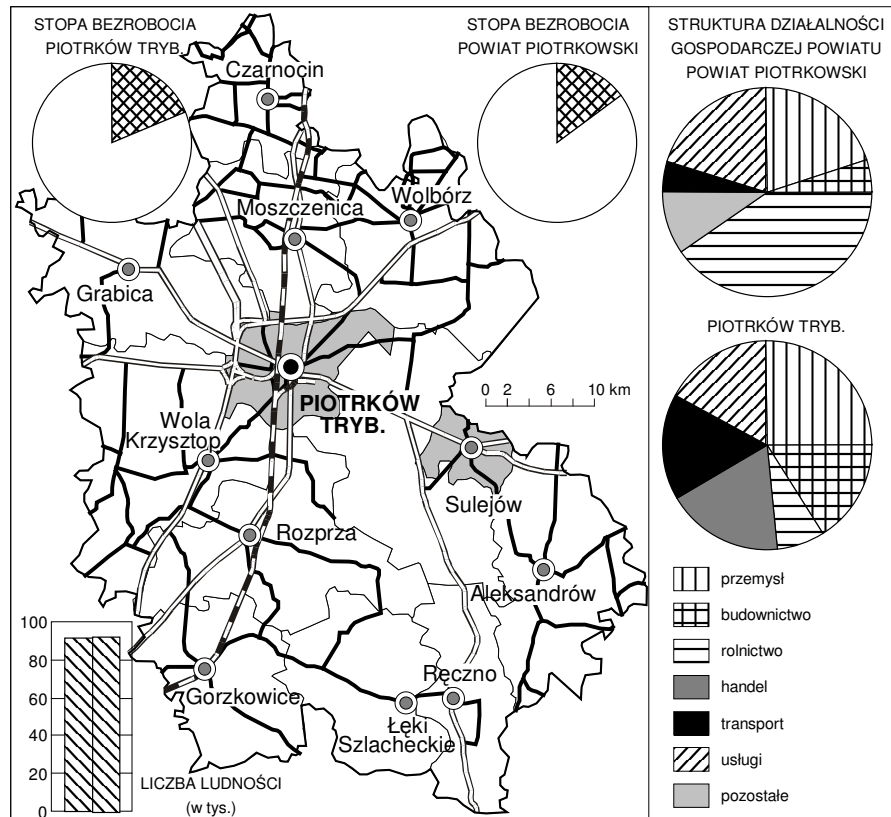 STOPA BEZROBOCIA
PIOTRKÓW TRYB.
STOPA BEZROBOCIA
POWIAT PIOTRKOWSKI
STRUKTURA DZIAŁALNOŚCI
GOSPODARCZEJ POWIATU
POWIAT PIOTRKOWSKI
Czarnocin
Moszczenica
Wolbórz
Grabica
PIOTRKÓW
TRYB.
0 2 6 10 km
Wola
Krzysztop.
Sulejów
Rozprza
Aleksandrów
Gorzkowice
Ręczno
Łęki
Szlacheckie
100
80
60
40
20
0
LICZBA LUDNOŚCI
(w tys.)
PIOTRKÓW TRYB.
przemysł
budownictwo
rolnictwo
handel
transport
usługi
pozostałe